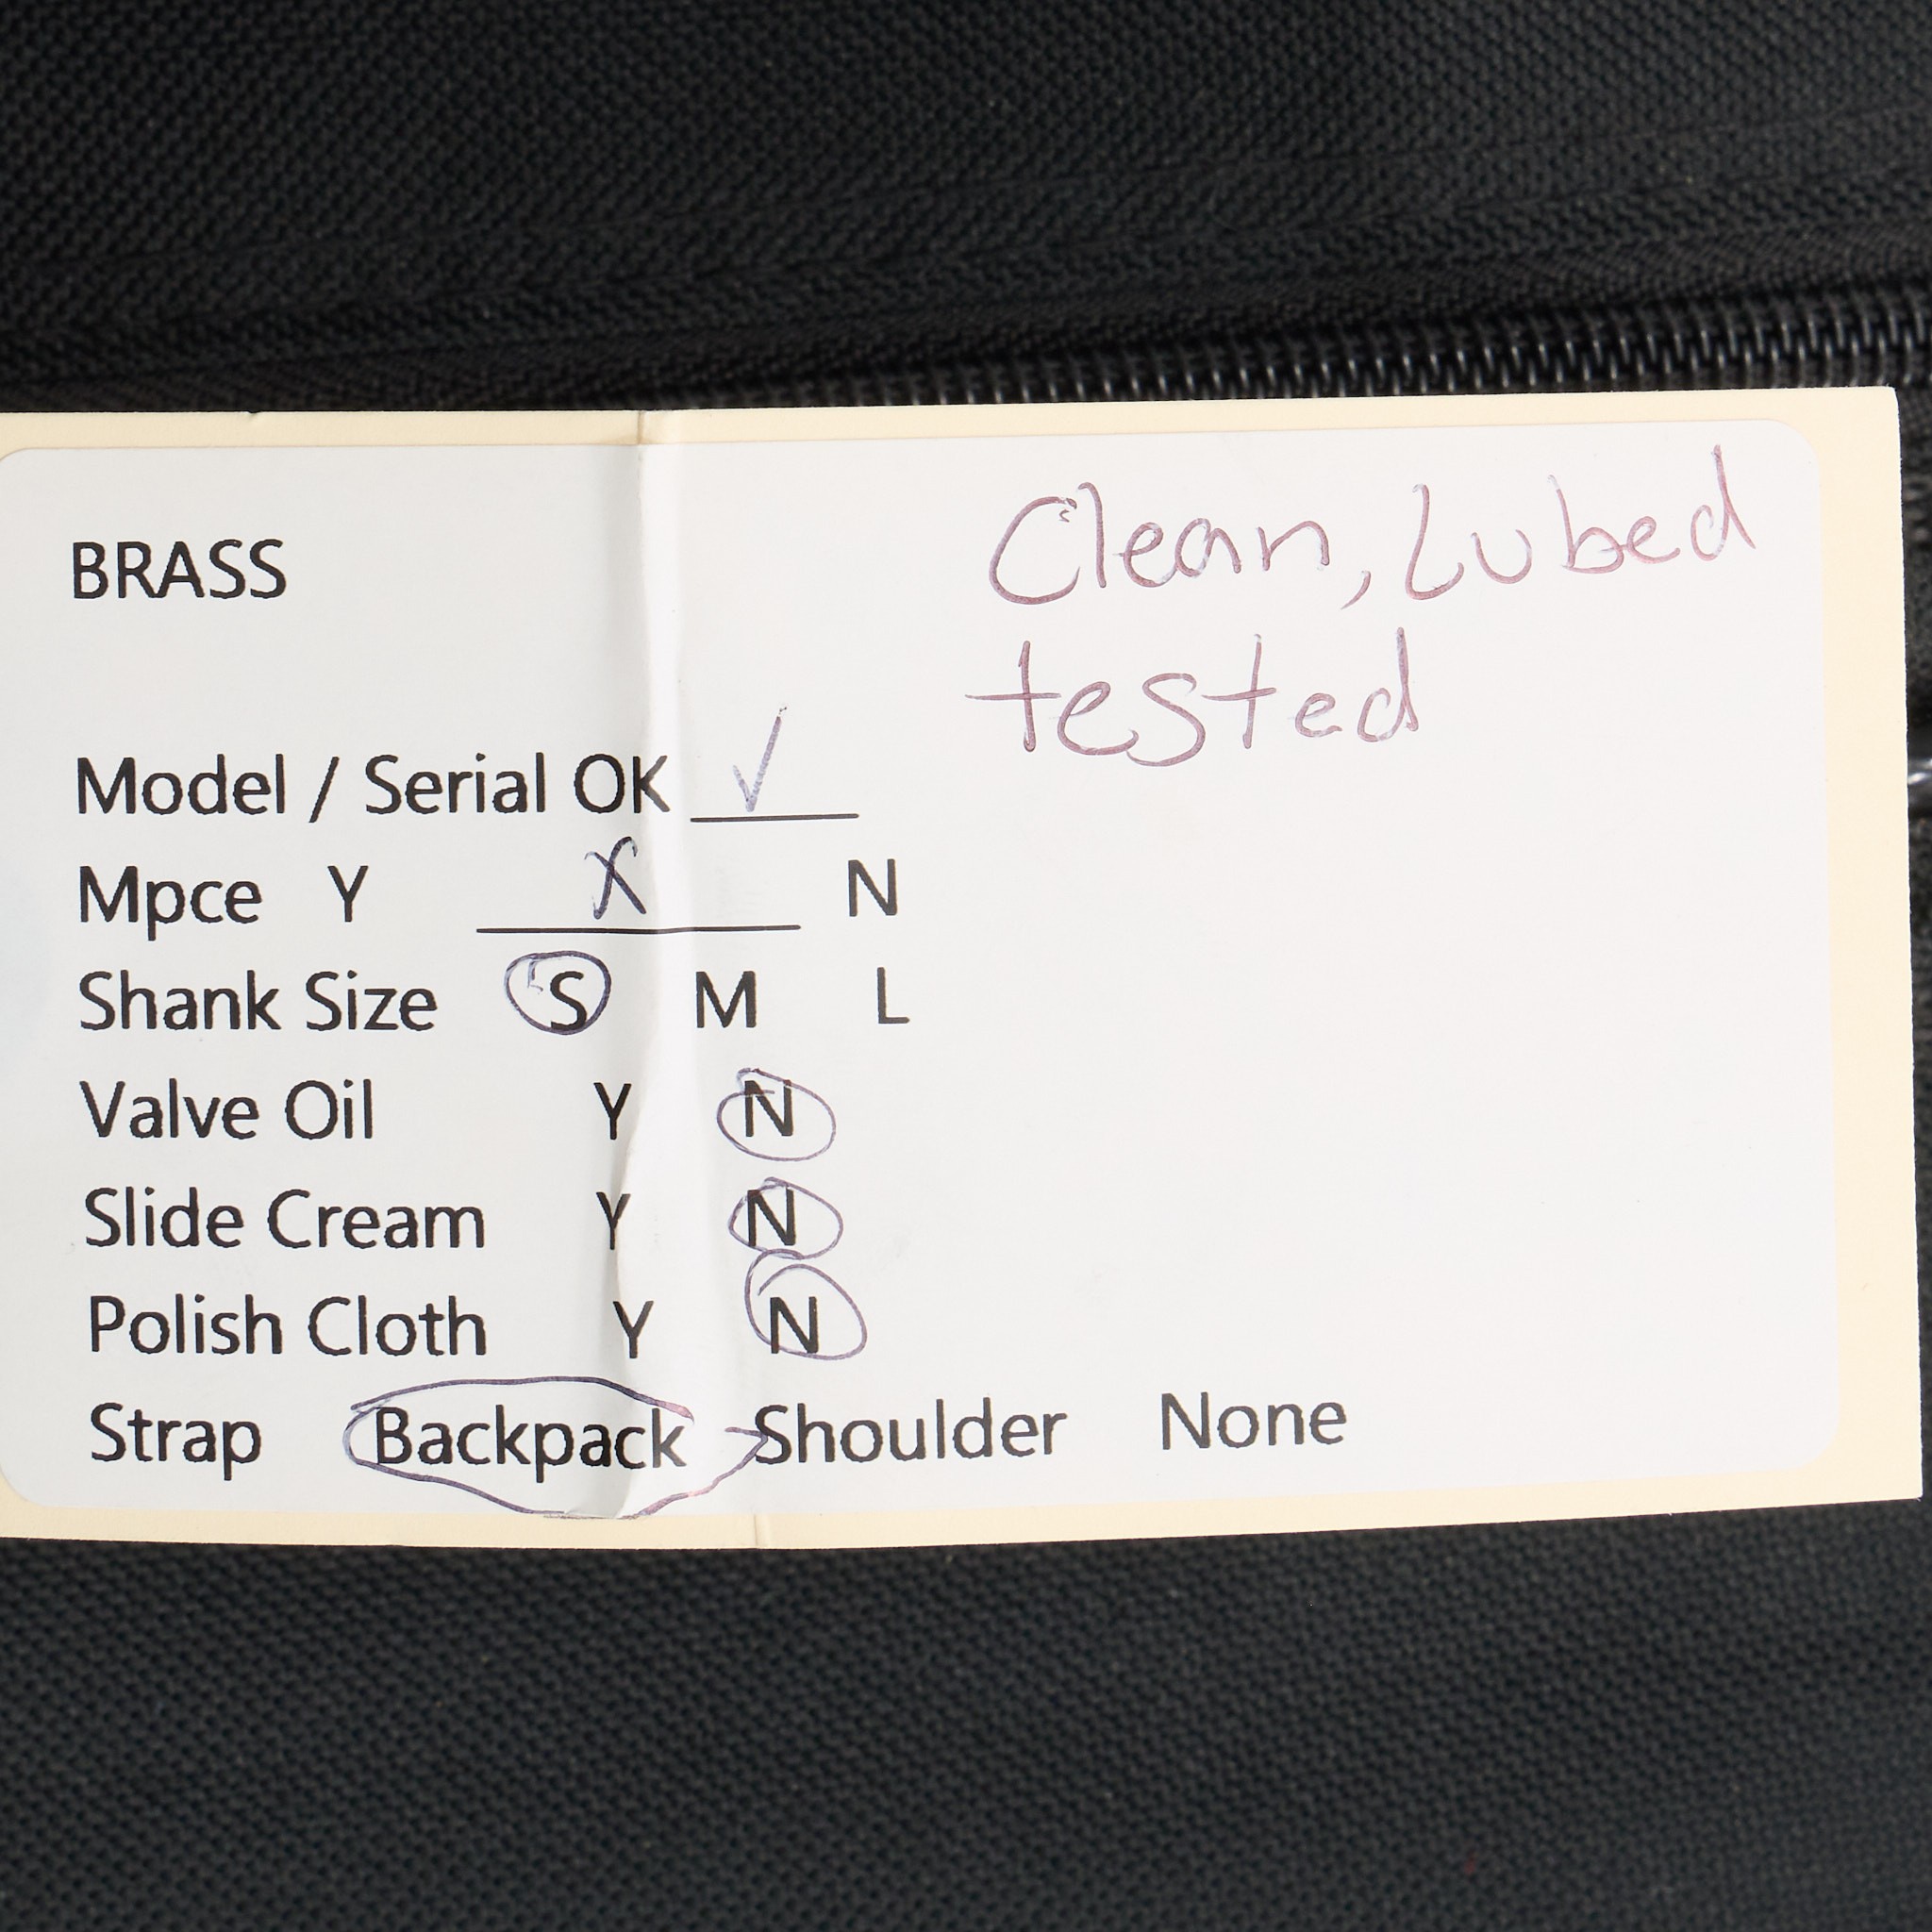 BRASS
Clean, Lubed
tested
Model / Serial OK ✓
Mpce Y X N
Shank Size S M L
Valve Oil Y N
Slide Cream Y N
Polish Cloth Y N
Strap Backpack Shoulder None